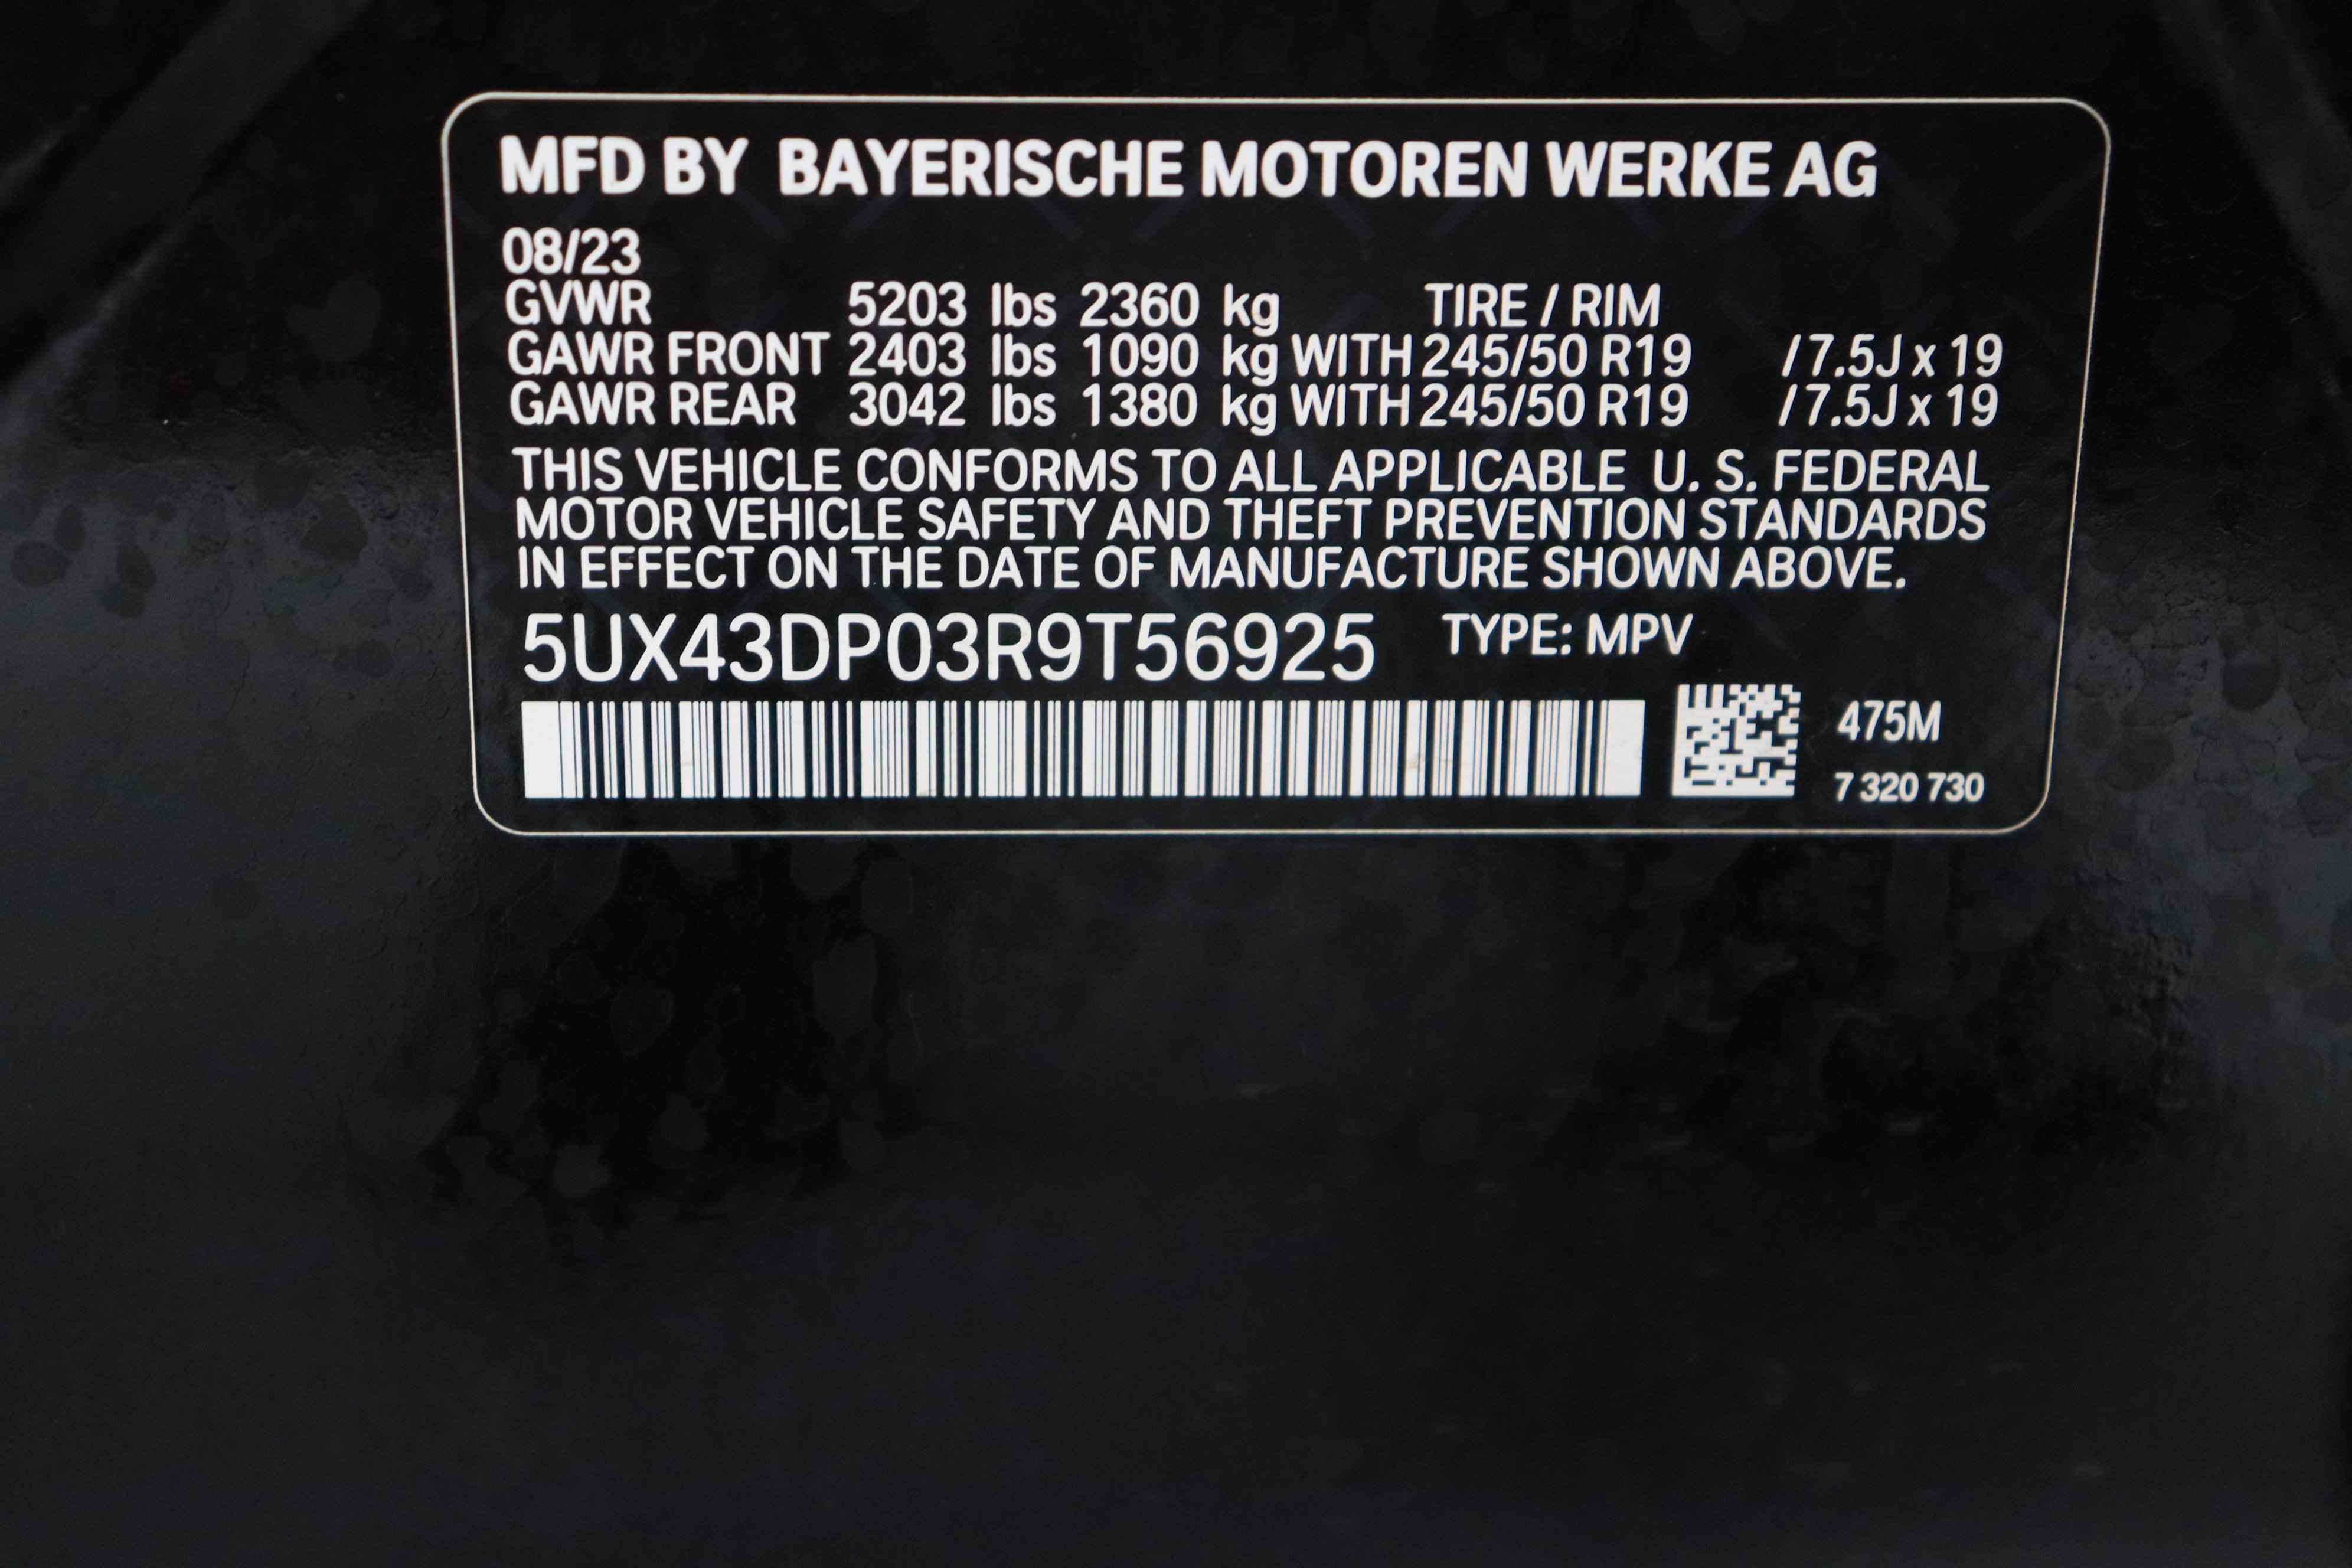 MFD BY BAYERISCHE MOTOREN WERKE AG
08/23
GVWR 5203 lbs 2360 kg TIRE / RIM
GAWR FRONT 2403 lbs 1090 kg WITH 245/50 R19 / 7.5J x 19
GAWR REAR 3042 lbs 1380 kg WITH 245/50 R19 / 7.5J x 19
THIS VEHICLE CONFORMS TO ALL APPLICABLE U. S. FEDERAL
MOTOR VEHICLE SAFETY AND THEFT PREVENTION STANDARDS
IN EFFECT ON THE DATE OF MANUFACTURE SHOWN ABOVE.
5UX43DP03R9T56925 TYPE: MPV
475M
7 320 730